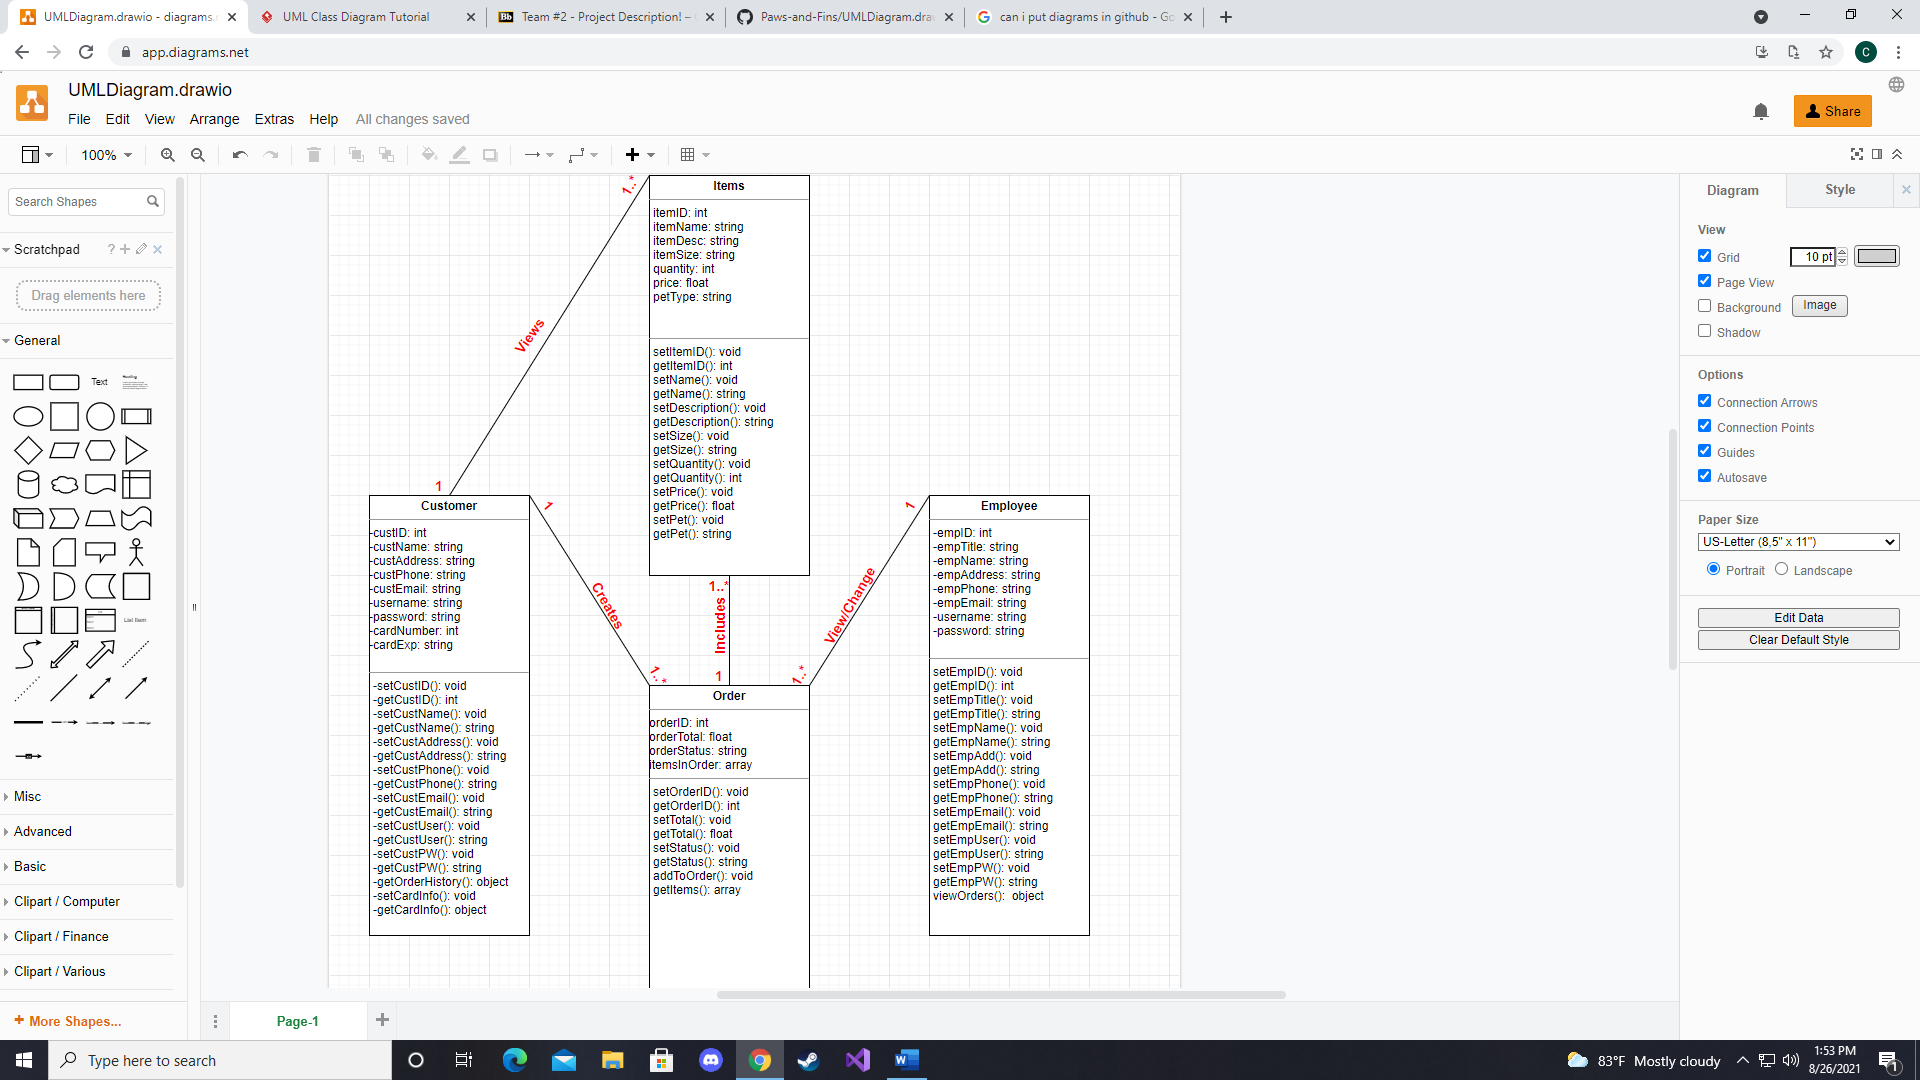 UMLDiagram.drawio - diagrams.
UML Class Diagram Tutorial
Bb Team #2 - Project Description! –
Paws-and-Fins/UMLDiagram.dra
can i put diagrams in github - Go
app.diagrams.net
C
UMLDiagram.drawio
File Edit View Arrange Extras Help All changes saved
Share
100%
Search Shapes
Scratchpad
?
Drag elements here
General
Text
Heading
List Item
Misc
Advanced
Basic
Clipart / Computer
Clipart / Finance
Clipart / Various
+ More Shapes...
Items
itemID: int
itemName: string
itemDesc: string
itemSize: string
quantity: int
price: float
petType: string
setItemID(): void
getItemID(): int
setName(): void
getName(): string
setDescription(): void
getDescription(): string
setSize(): void
getSize(): string
setQuantity(): void
getQuantity(): int
setPrice(): void
getPrice(): float
setPet(): void
getPet(): string
1..*
Views
1
Customer
-custID: int
-custName: string
-custAddress: string
-custPhone: string
-custEmail: string
-username: string
-password: string
-cardNumber: int
-cardExp: string
-setCustID(): void
-getCustID(): int
-setCustName(): void
-getCustName(): string
-setCustAddress(): void
-getCustAddress(): string
-setCustPhone(): void
-getCustPhone(): string
-setCustEmail(): void
-getCustEmail(): string
-setCustUser(): void
-getCustUser(): string
-setCustPW(): void
-getCustPW(): string
-getOrderHistory(): object
-setCardInfo(): void
-getCardInfo(): object
1
Creates
1..*
1..*
Includes
1
1
View/Change
1..*
Order
orderID: int
orderTotal: float
orderStatus: string
itemsInOrder: array
setOrderID(): void
getOrderID(): int
setTotal(): void
getTotal(): float
setStatus(): void
getStatus(): string
addToOrder(): void
getItems(): array
Employee
-empID: int
-empTitle: string
-empName: string
-empAddress: string
-empPhone: string
-empEmail: string
-username: string
-password: string
setEmpID(): void
getEmpID(): int
setEmpTitle(): void
getEmpTitle(): string
setEmpName(): void
getEmpName(): string
setEmpAdd(): void
getEmpAdd(): string
setEmpPhone(): void
getEmpPhone(): string
setEmpEmail(): void
getEmpEmail(): string
setEmpUser(): void
getEmpUser(): string
setEmpPW(): void
getEmpPW(): string
viewOrders(): object
Diagram Style
View
Grid 10 pt
Page View
Background Image
Shadow
Options
Connection Arrows
Connection Points
Guides
Autosave
Paper Size
US-Letter (8,5" x 11")
Portrait Landscape
Edit Data
Clear Default Style
Page-1
Type here to search
83°F Mostly cloudy
1:53 PM
8/26/2021
1